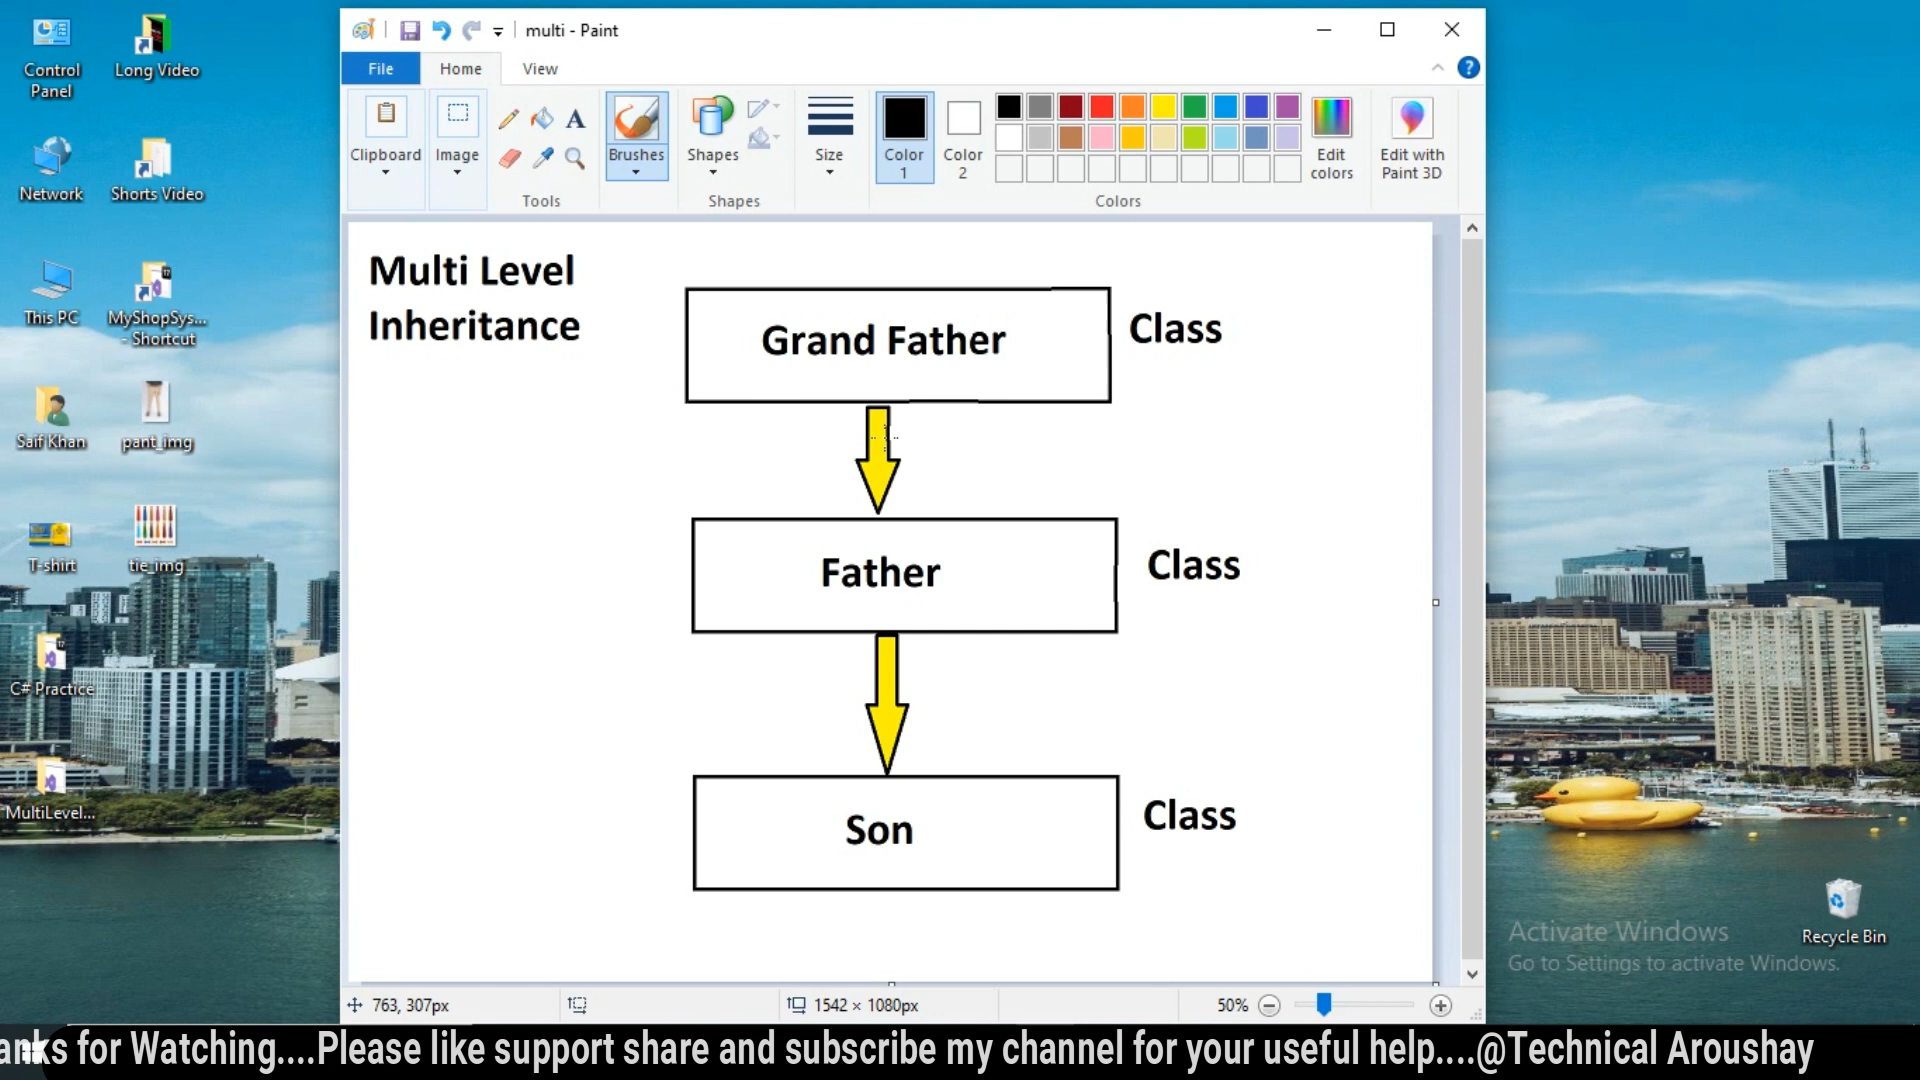 Control Panel
Long Video
Network
Shorts Video
This PC
MyShopSys...
- Shortcut
Saif Khan
pant_img
T-shirt
tie_img
C# Practice
MultiLevel...
multi - Paint
File
Home
View
Clipboard
Image
Tools
Brushes
Shapes
Shapes
Size
Color 1
Color 2
Edit colors
Edit with Paint 3D
Colors
Multi Level
Inheritance
Grand Father
Class
Father
Class
Son
Class
763, 307px
1542 × 1080px
50%
Activate Windows
Go to Settings to activate Windows.
Recycle Bin
anks for Watching....Please like support share and subscribe my channel for your useful help....@Technical Aroushay